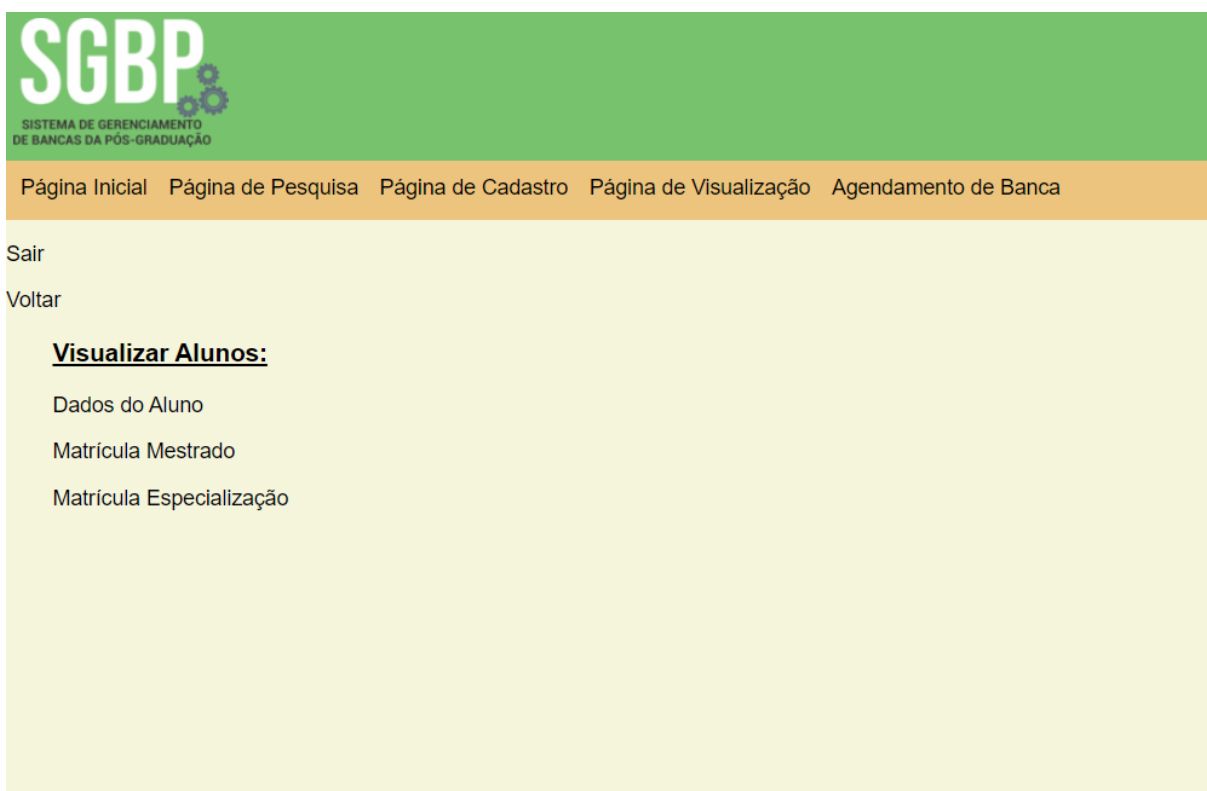 SGBP
SISTEMA DE GERENCIAMENTO
DE BANCAS DA PÓS-GRADUAÇÃO
Página Inicial Página de Pesquisa Página de Cadastro Página de Visualização Agendamento de Banca
Sair
Voltar
Visualizar Alunos:
Dados do Aluno
Matrícula Mestrado
Matrícula Especialização